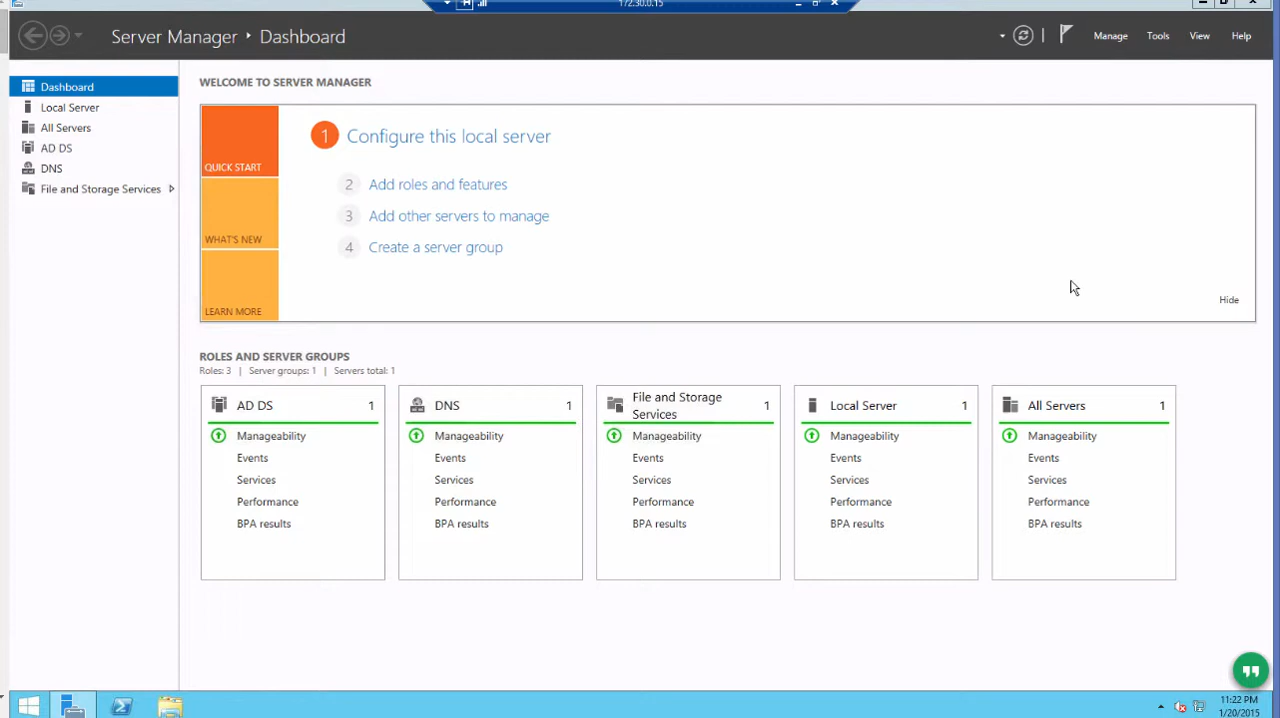 172.30.0.15
Server Manager ‣ Dashboard
Manage Tools View Help
Dashboard
Local Server
All Servers
AD DS
DNS
File and Storage Services
WELCOME TO SERVER MANAGER
QUICK START
WHAT'S NEW
LEARN MORE
1 Configure this local server
2 Add roles and features
3 Add other servers to manage
4 Create a server group
Hide
ROLES AND SERVER GROUPS
Roles: 3 | Server groups: 1 | Servers total: 1
AD DS 1
Manageability
Events
Services
Performance
BPA results
DNS 1
Manageability
Events
Services
Performance
BPA results
File and Storage
Services 1
Manageability
Events
Services
Performance
BPA results
Local Server 1
Manageability
Events
Services
Performance
BPA results
All Servers 1
Manageability
Events
Services
Performance
BPA results
11:22 PM
1/20/2015